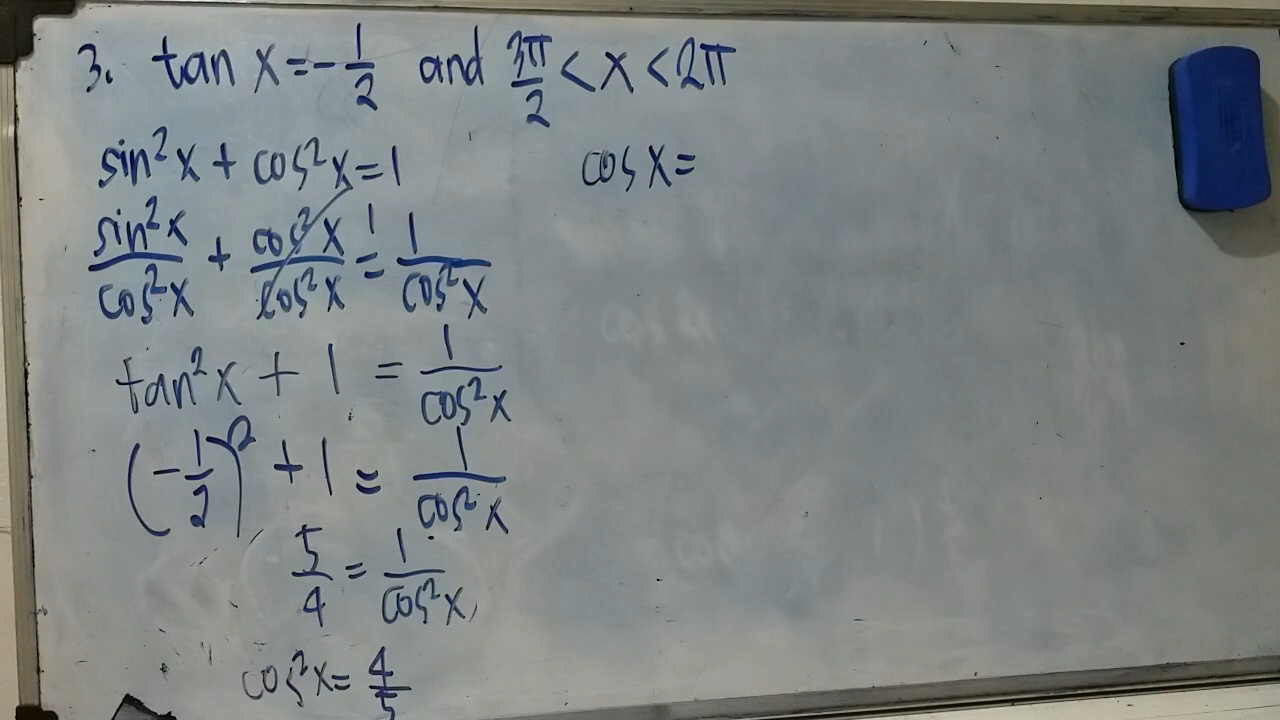 3. tan x = -1/2 and 3π/2 < x < 2π
sin²x + cos²x = 1
cos x =
sin²x/cos²x + cos²x/cos²x 1 = 1/cos²x
tan²x + 1 = 1/cos²x
(-1/2)² + 1 = 1/cos²x
5/4 = 1/cos²x
cos²x = 4/5